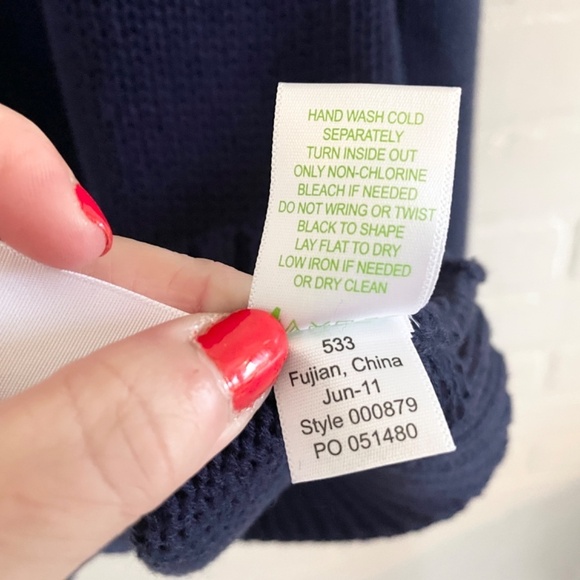 HAND WASH COLD
SEPARATELY
TURN INSIDE OUT
ONLY NON-CHLORINE
BLEACH IF NEEDED
DO NOT WRING OR TWIST
BLACK TO SHAPE
LAY FLAT TO DRY
LOW IRON IF NEEDED
OR DRY CLEAN
533
Fujian, China
Jun-11
Style 000879
PO 051480